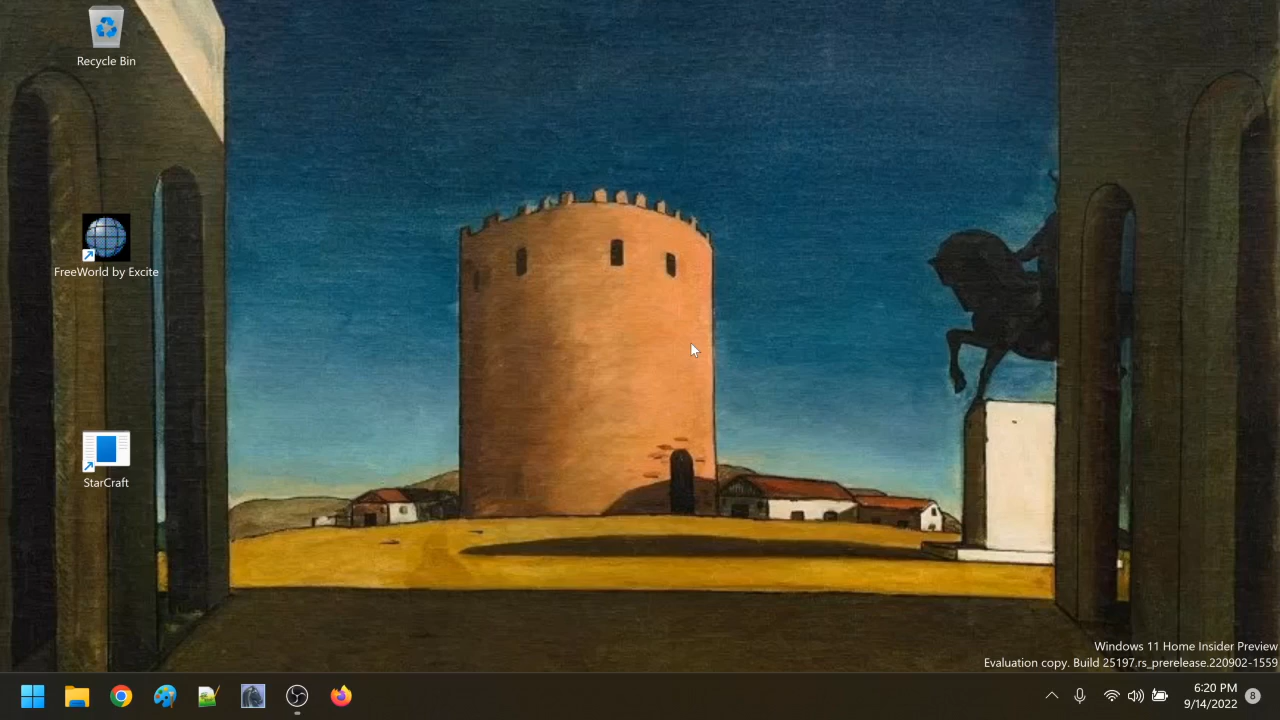 Recycle Bin
FreeWorld by Excite
StarCraft
Windows 11 Home Insider Preview
Evaluation copy. Build 25197.rs_prerelease.220902-1559
6:20 PM
9/14/2022
8